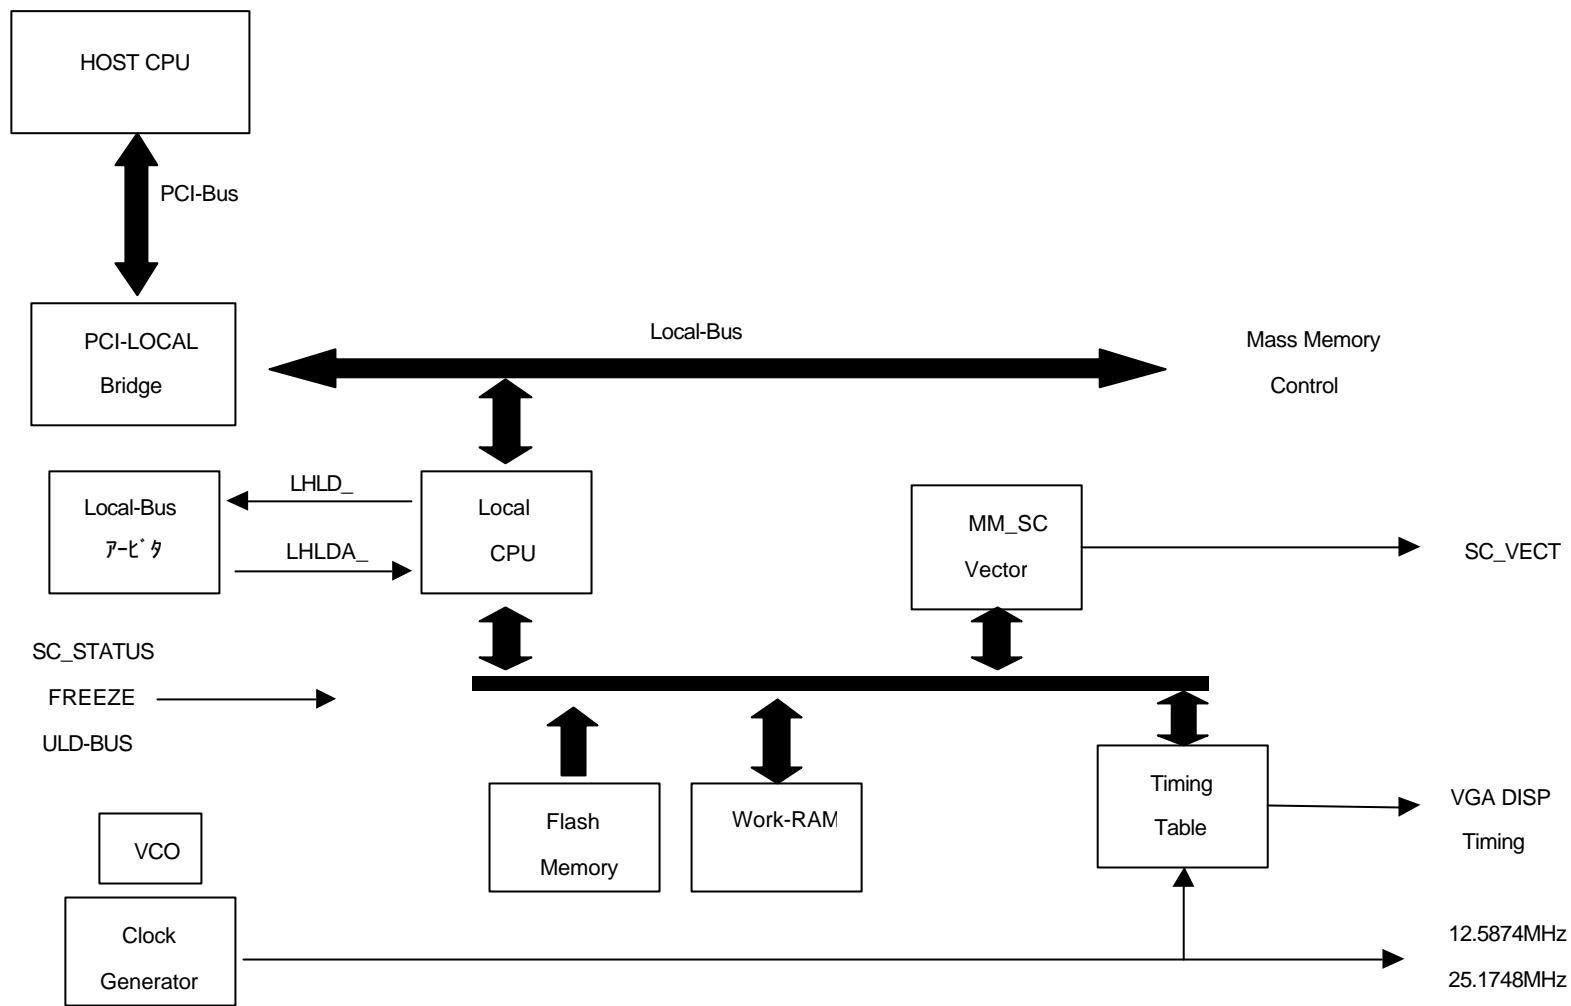 HOST CPU
PCI-Bus
PCI-LOCAL
Bridge
Local-Bus
Mass Memory
Control
Local-Bus
ｱｰﾋﾞﾀ
LHLD_
LHLDA_
Local
CPU
MM_SC
Vector
SC_VECT
SC_STATUS
FREEZE
ULD-BUS
Flash
Memory
Work-RAM
Timing
Table
VGA DISP
Timing
VCO
Clock
Generator
12.5874MHz
25.1748MHz